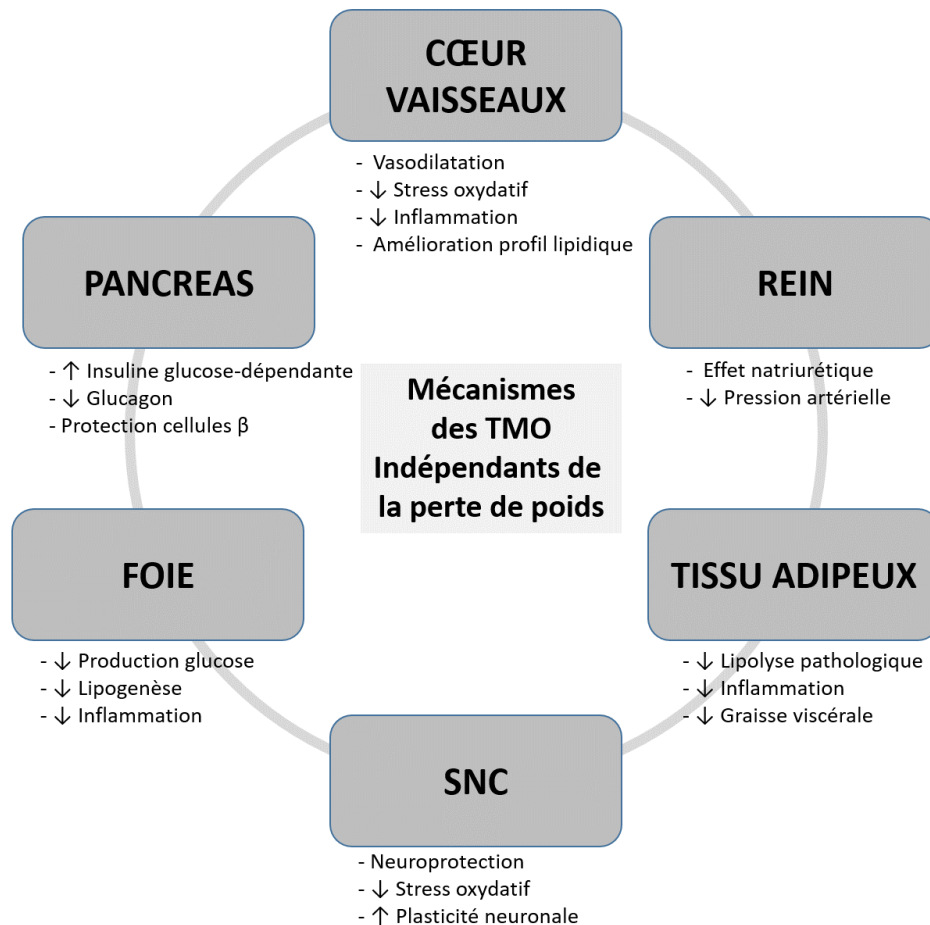 CŒUR
VAISSEAUX
- Vasodilatation
- ↓ Stress oxydatif
- ↓ Inflammation
- Amélioration profil lipidique
REIN
- Effet natriurétique
- ↓ Pression artérielle
TISSU ADIPEUX
- ↓ Lipolyse pathologique
- ↓ Inflammation
- ↓ Graisse viscérale
SNC
- Neuroprotection
- ↓ Stress oxydatif
- ↑ Plasticité neuronale
FOIE
- ↓ Production glucose
- ↓ Lipogenèse
- ↓ Inflammation
PANCREAS
- ↑ Insuline glucose-dépendante
- ↓ Glucagon
- Protection cellules β
Mécanismes
des TMO
Indépendants de
la perte de poids